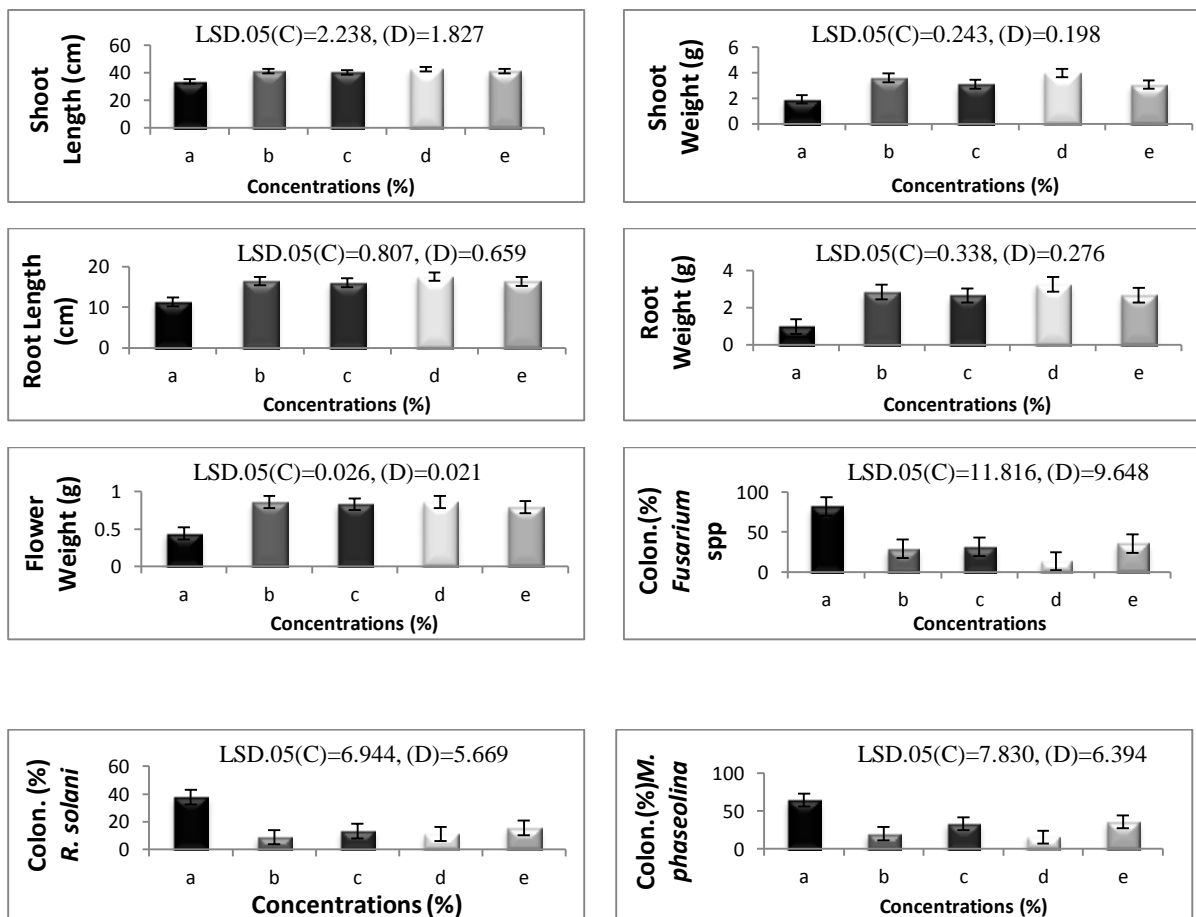 LSD.05(C)=2.238, (D)=1.827
Shoot
Length (cm)
60
40
20
0
a b c d e
Concentrations (%)
LSD.05(C)=0.243, (D)=0.198
Shoot
Weight (g)
6
4
2
0
a b c d e
Concentrations (%)
LSD.05(C)=0.807, (D)=0.659
Root Length
(cm)
20
10
0
a b c d e
Concentrations (%)
LSD.05(C)=0.338, (D)=0.276
Root
Weight (g)
4
2
0
a b c d e
Concentrations (%)
LSD.05(C)=0.026, (D)=0.021
Flower
Weight (g)
1
0.5
0
a b c d e
Concentrations (%)
LSD.05(C)=11.816, (D)=9.648
Colon.(%)
Fusarium
spp
100
50
0
a b c d e
Concentrations
LSD.05(C)=6.944, (D)=5.669
Colon. (%)
R. solani
60
40
20
0
a b c d e
Concentrations (%)
LSD.05(C)=7.830, (D)=6.394
Colon.(%)M.
phaseolina
100
50
0
a b c d e
Concentrations (%)